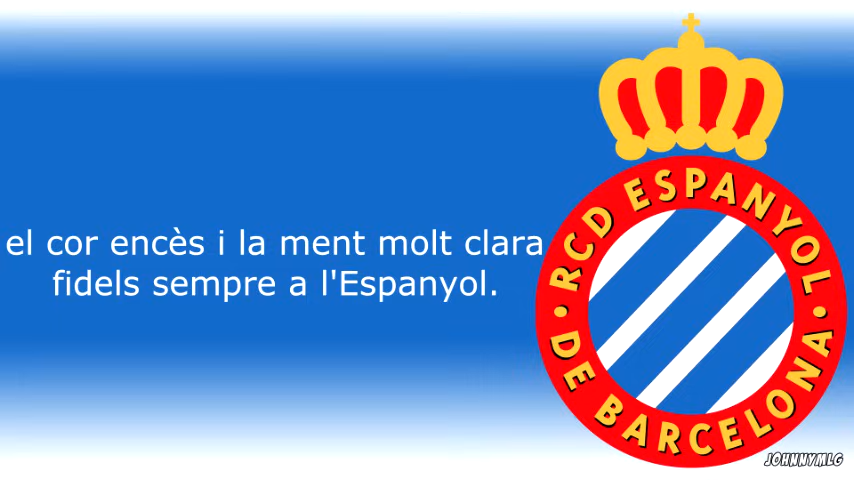 el cor encès i la ment molt clara
fidels sempre a l'Espanyol.
• RCD ESPANYOL •
DE BARCELONA
JOHNNYMLG